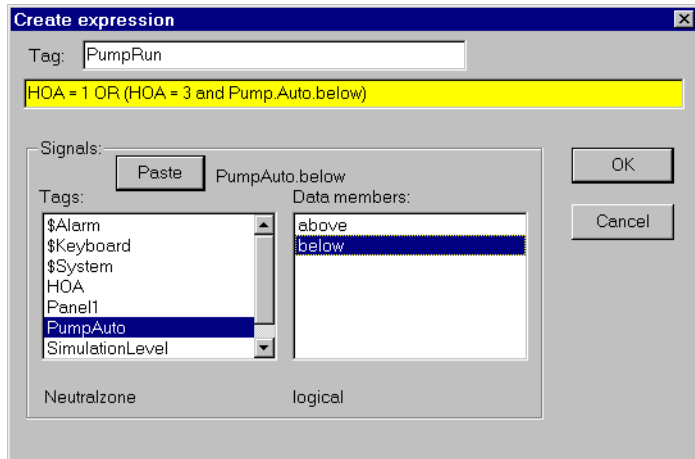 Create expression
Tag: PumpRun
HOA = 1 OR (HOA = 3 and Pump.Auto.below)
Signals:
Paste PumpAuto.below
Tags: Data members:
$Alarm
$Keyboard
$System
HOA
Panel1
PumpAuto
SimulationLevel
above
below
Neutralzone logical
OK
Cancel